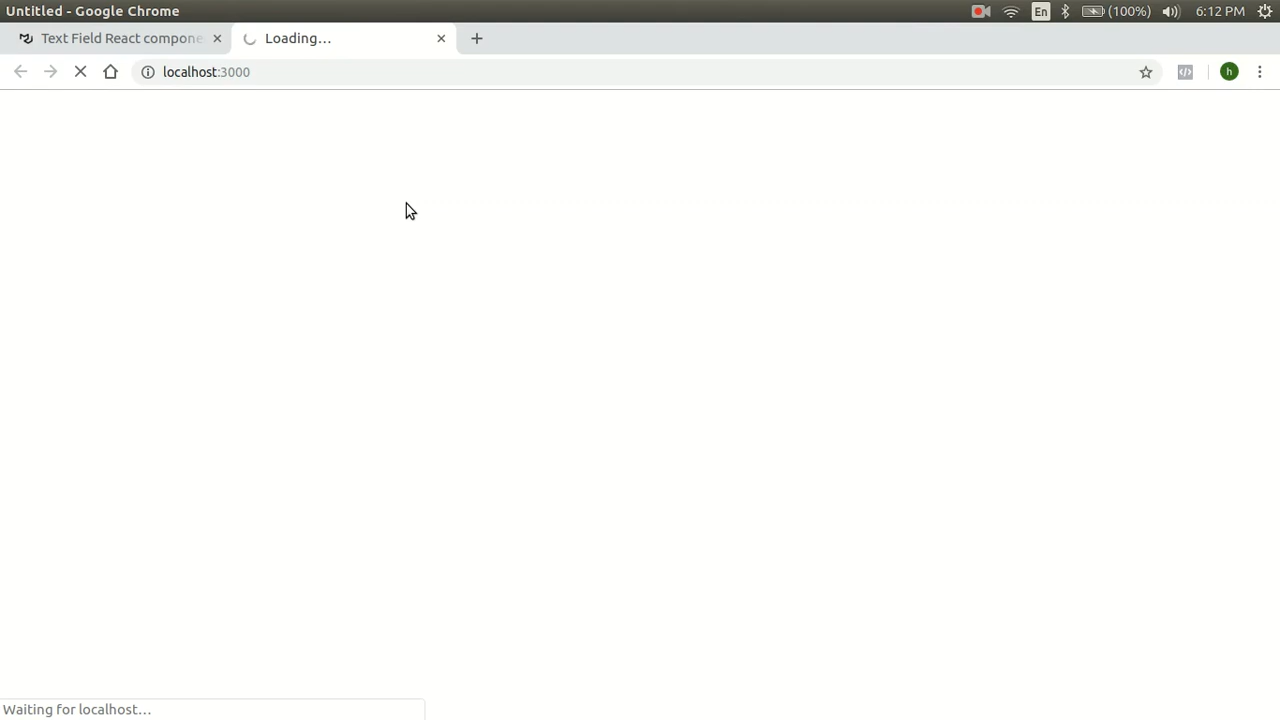 Untitled - Google Chrome
En
(100%)
6:12 PM
Text Field React compone
Loading…
localhost:3000
h
Waiting for localhost…